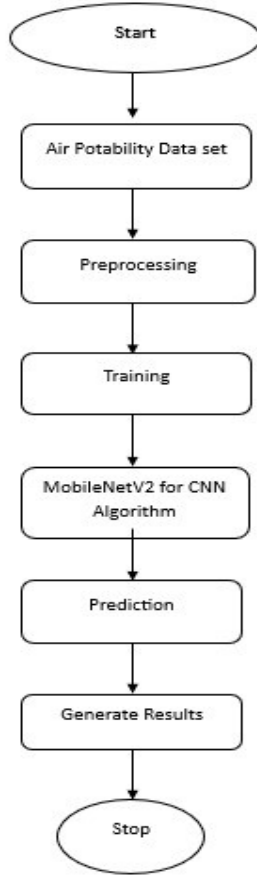 Start
Air Potability Data set
Preprocessing
Training
MobileNetV2 for CNN
Algorithm
Prediction
Generate Results
Stop